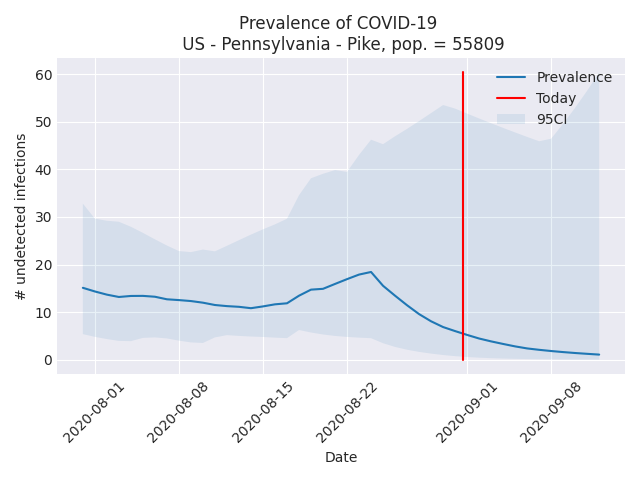 Prevalence of COVID-19
US - Pennsylvania - Pike, pop. = 55809
Prevalence
Today
95CI
# undetected infections
60
50
40
30
20
10
0
2020-08-01
2020-08-08
2020-08-15
2020-08-22
2020-09-01
2020-09-08
Date